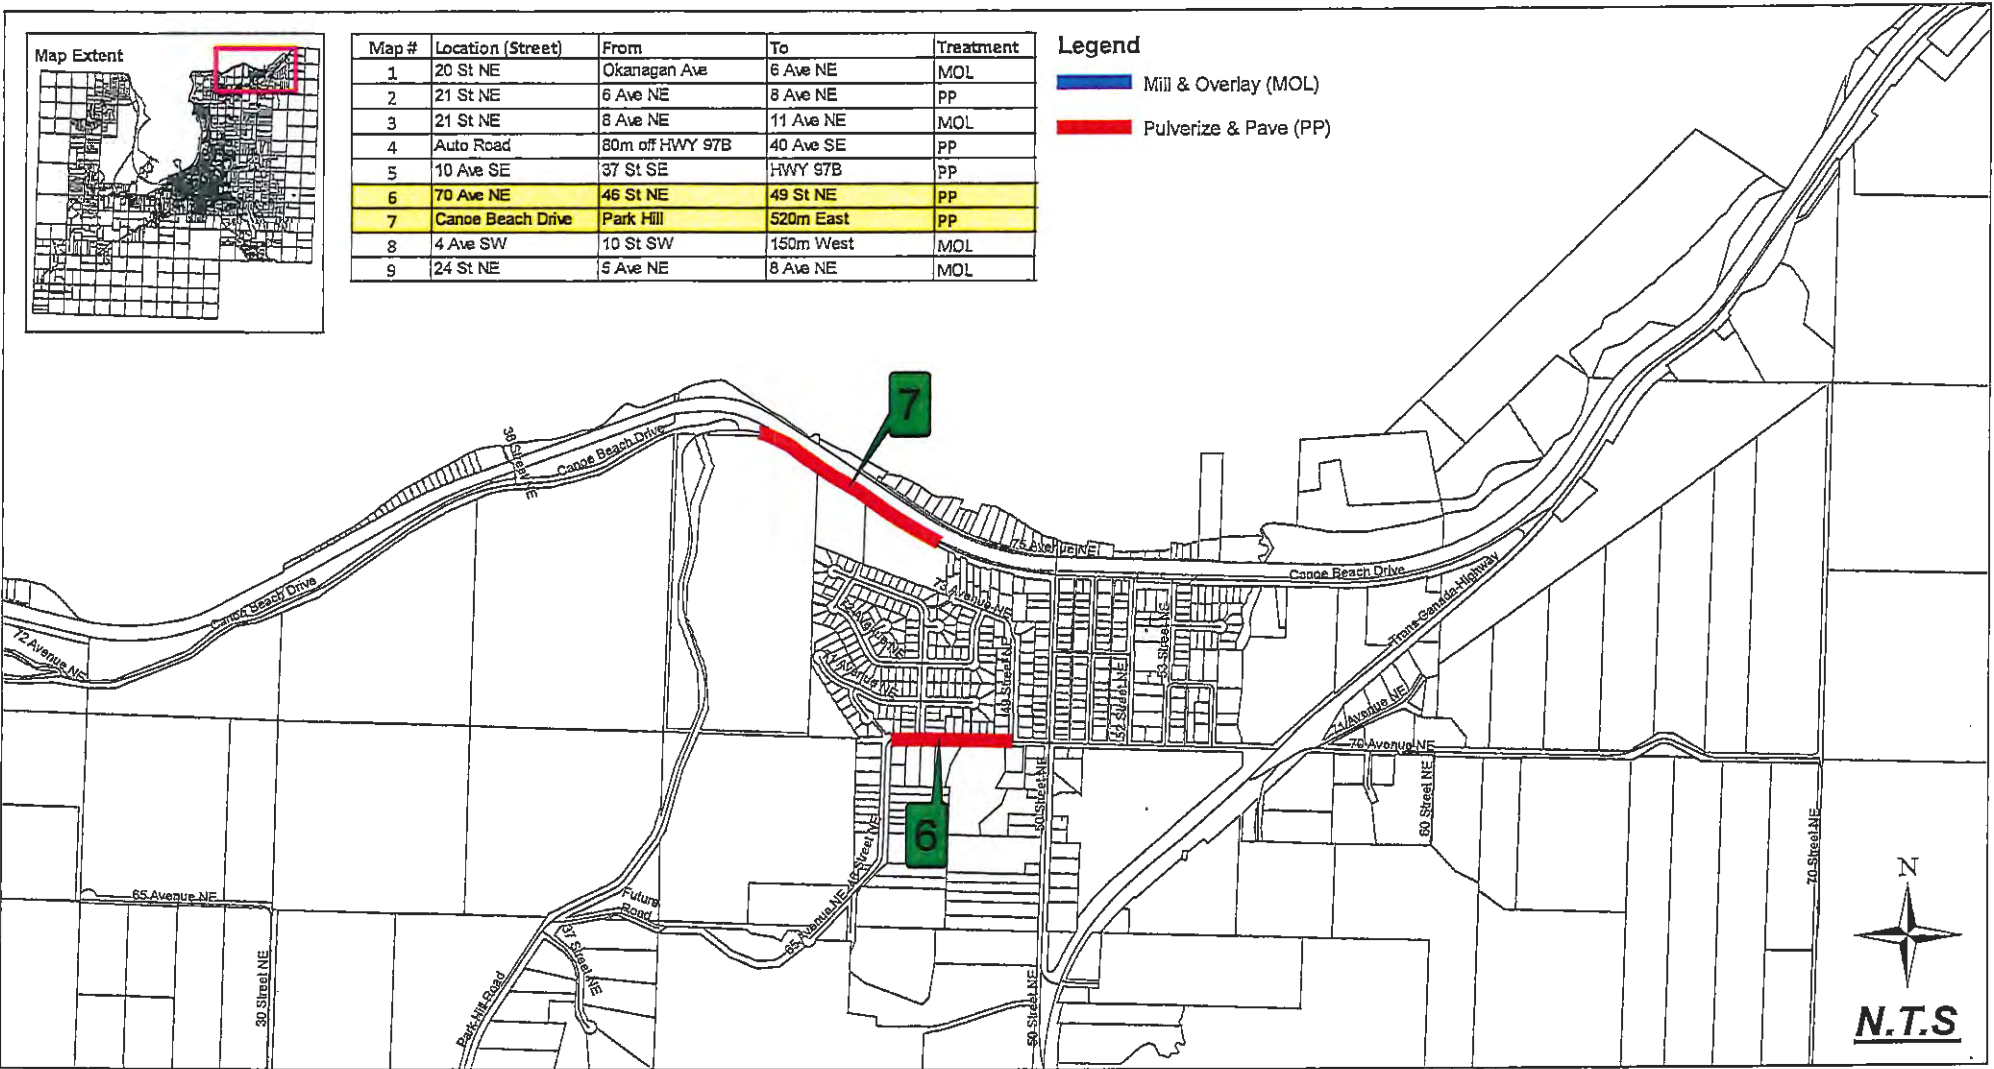 Map Extent
Map # Location (Street) From To Treatment
1 20 St NE Okanagan Ave 6 Ave NE MOL
2 21 St NE 6 Ave NE 8 Ave NE PP
3 21 St NE 8 Ave NE 11 Ave NE MOL
4 Auto Road 80m off HWY 97B 40 Ave SE PP
5 10 Ave SE 37 St SE HWY 97B PP
6 70 Ave NE 46 St NE 49 St NE PP
7 Canoe Beach Drive Park Hill 520m East PP
8 4 Ave SW 10 St SW 150m West MOL
9 24 St NE 5 Ave NE 8 Ave NE MOL
Legend
Mill & Overlay (MOL)
Pulverize & Pave (PP)
7
36 Street NE
Canoe Beach Drive
75 Avenue NE
Canoe Beach Drive
Canoe Beach Drive
Trans-Canada-Highway
73 Avenue NE
72 Avenue NE
72 Avenue NE
71 Avenue NE
49 Street NE
52 Street NE
53 Street NE
71 Avenue NE
70 Avenue NE
6
50 Street NE
60 Street NE
70 Street NE
46 Street NE
65 Avenue NE
65 Avenue NE
Future
Road
37 Street NE
30 Street NE
Park Hill Road
50 Street NE
N
N.T.S